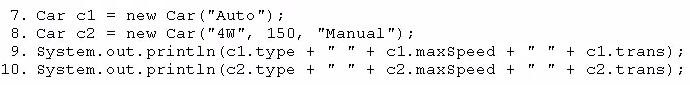 7. Car c1 = new Car("Auto");
8. Car c2 = new Car("4W", 150, "Manual");
9. System.out.println(c1.type + " " + c1.maxSpeed + " " + c1.trans);
10. System.out.println(c2.type + " " + c2.maxSpeed + " " + c2.trans);